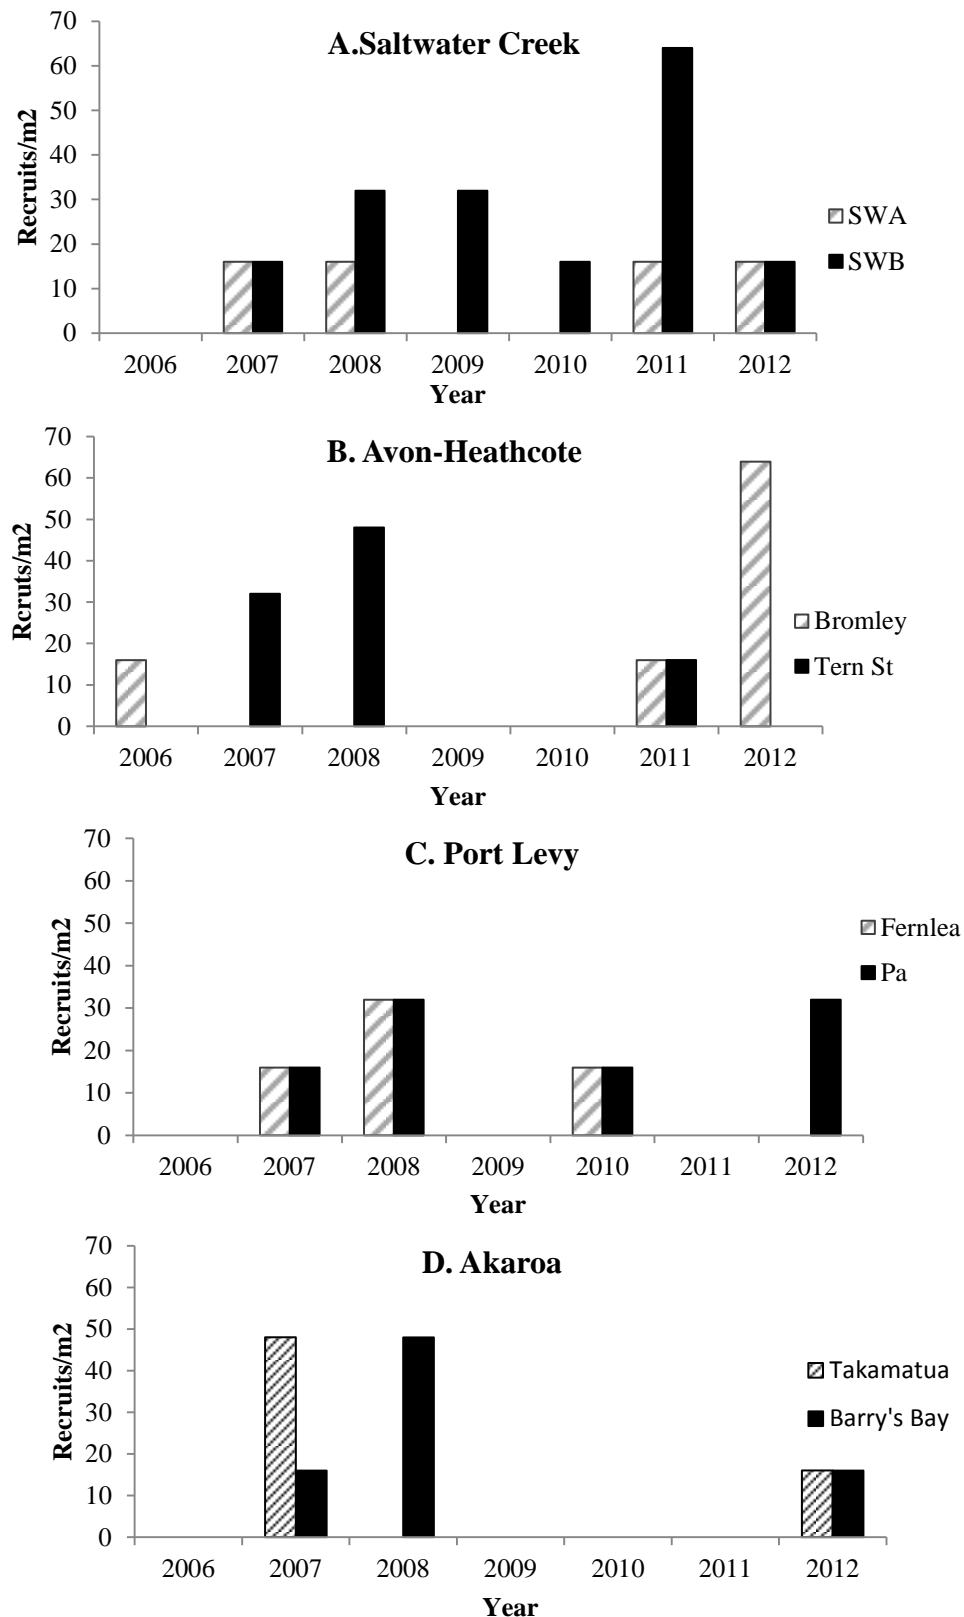 A.Saltwater Creek
Recruits/m2
70
60
50
40
30
20
10
0
2006 2007 2008 2009 2010 2011 2012
Year
SWA
SWB
B. Avon-Heathcote
Rcruts/m2
70
60
50
40
30
20
10
0
2006 2007 2008 2009 2010 2011 2012
Year
Bromley
Tern St
C. Port Levy
Recruits/m2
70
60
50
40
30
20
10
0
2006 2007 2008 2009 2010 2011 2012
Year
Fernlea
Pa
D. Akaroa
Recruits/m2
70
60
50
40
30
20
10
0
2006 2007 2008 2009 2010 2011 2012
Year
Takamatua
Barry's Bay